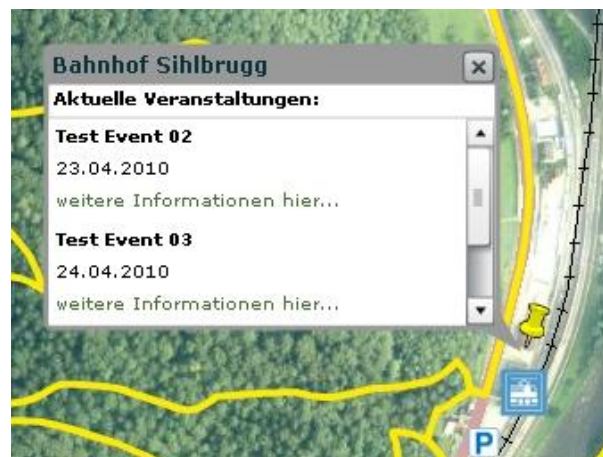 Bahnhof Sihlbrugg
Aktuelle Veranstaltungen:
Test Event 02
23.04.2010
weitere Informationen hier...
Test Event 03
24.04.2010
weitere Informationen hier...
P